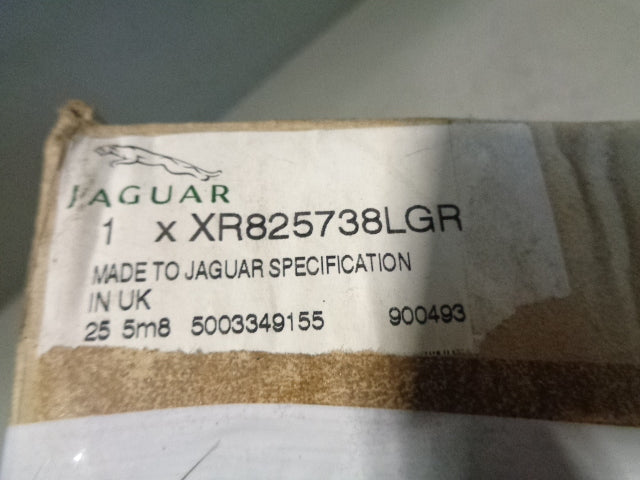 JAGUAR
1 x XR825738LGR
MADE TO JAGUAR SPECIFICATION
IN UK
25 5m8 5003349155 900493